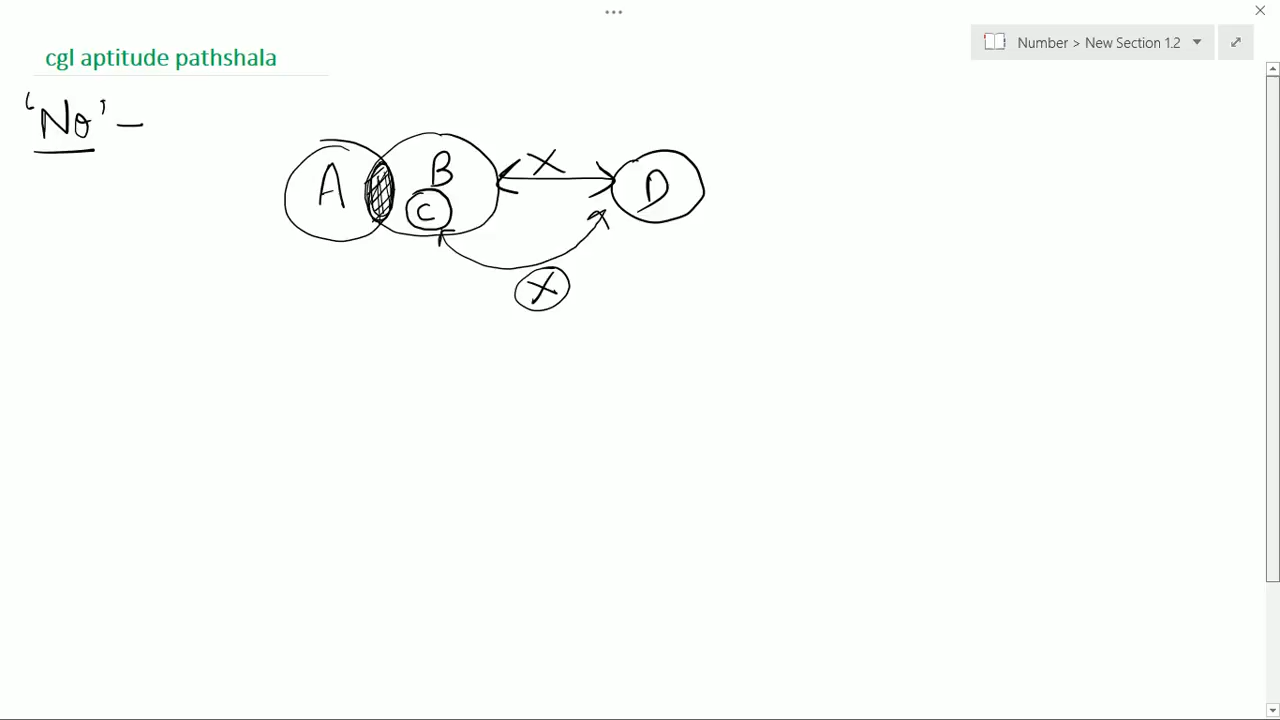 Number > New Section 1.2
cgl aptitude pathshala
'No' –
A B C X D
X